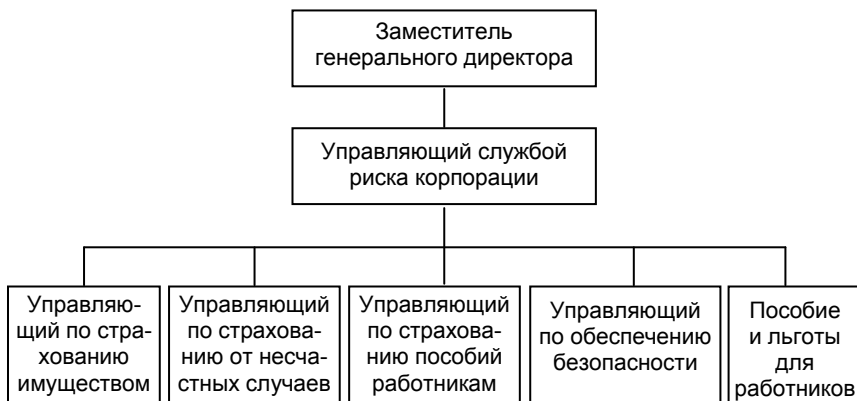 Заместитель
генерального директора
Управляющий службой
риска корпорации
Управляю-
щий по стра-
хованию
имуществом
Управляющий
по страхова-
нию от несча-
стных случаев
Управляющий
по страхова-
нию пособий
работникам
Управляющий
по обеспечению
безопасности
Пособие
и льготы
для
работников